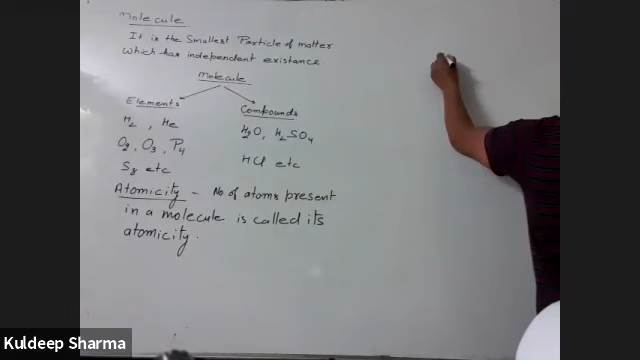 Molecule
It is the Smallest Particle of matter
which has independent existance.
Molecule
Elements
H2 , He
O2, O3, P4
S8 etc
Compounds
H2O, H2SO4
HCl etc
Atomicity - No of atoms present
in a molecule is called its
atomicity.
Kuldeep Sharma